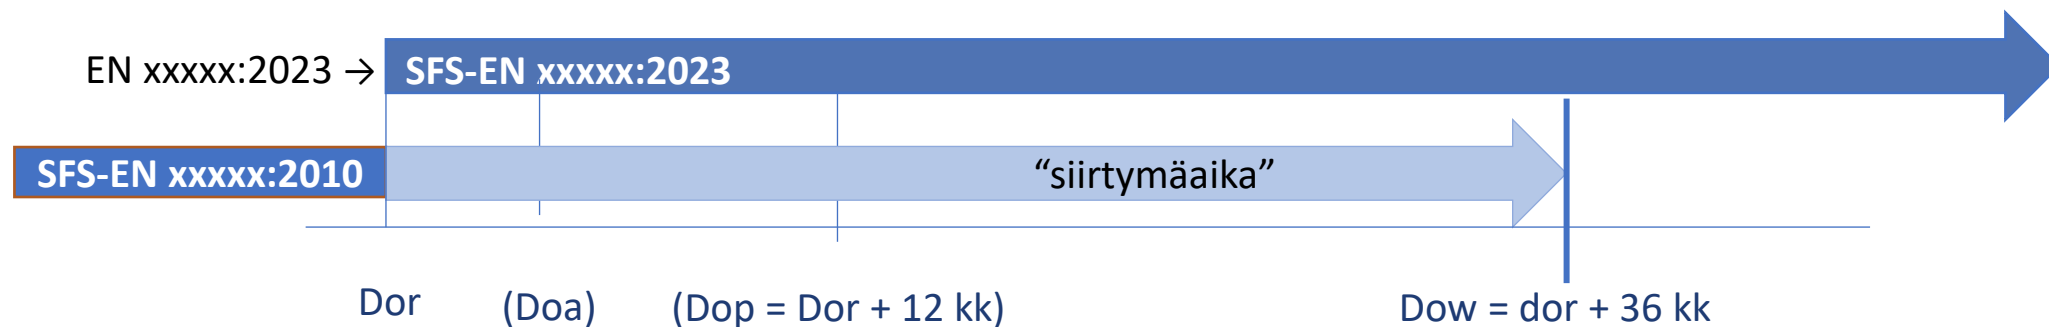 EN xxxxx:2023 → SFS-EN xxxxx:2023
SFS-EN xxxxx:2010 “siirtymäaika”
Dor (Doa) (Dop = Dor + 12 kk) Dow = dor + 36 kk